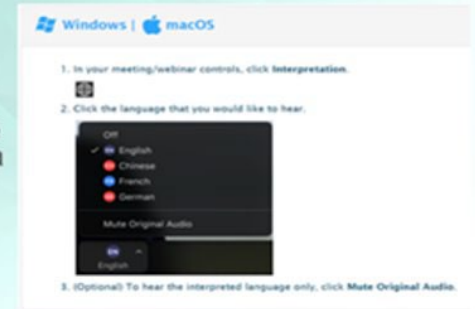 Windows | macOS
1. In your meeting/webinar controls, click Interpretation.
2. Click the language that you would like to hear.
Off
English
Chinese
French
German
Mute Original Audio
EN
English
3. (Optional) To hear the interpreted language only, click Mute Original Audio.